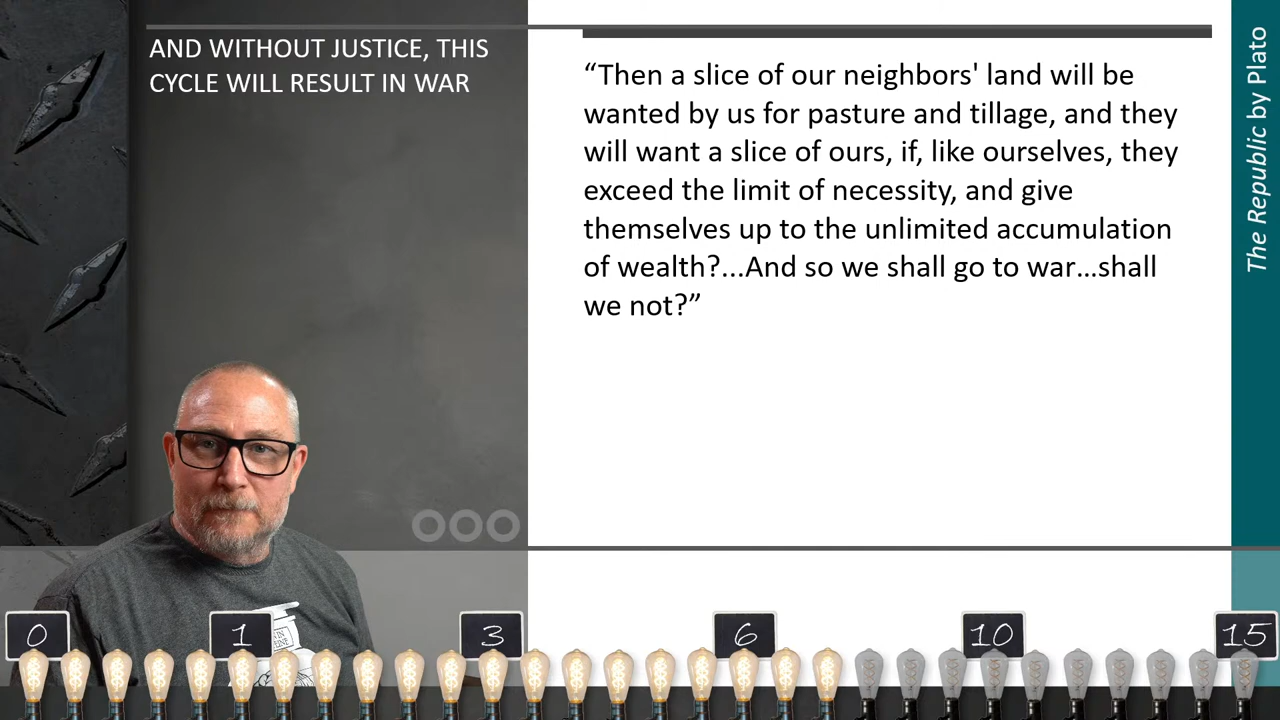 AND WITHOUT JUSTICE, THIS
CYCLE WILL RESULT IN WAR
“Then a slice of our neighbors' land will be
wanted by us for pasture and tillage, and they
will want a slice of ours, if, like ourselves, they
exceed the limit of necessity, and give
themselves up to the unlimited accumulation
of wealth?...And so we shall go to war...shall
we not?”
The Republic by Plato
0
1
3
6
10
15